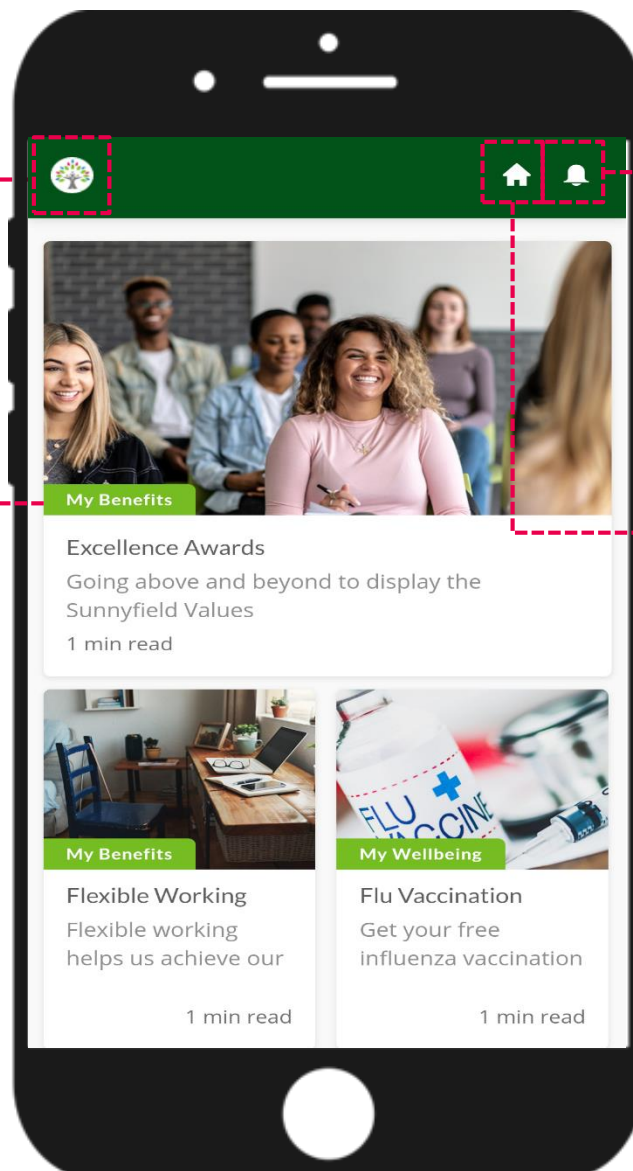 My Benefits
Excellence Awards
Going above and beyond to display the
Sunnyfield Values
1 min read
My Benefits
Flexible Working
Flexible working
helps us achieve our
1 min read
FLU
VACCINE
My Wellbeing
Flu Vaccination
Get your free
influenza vaccination
1 min read